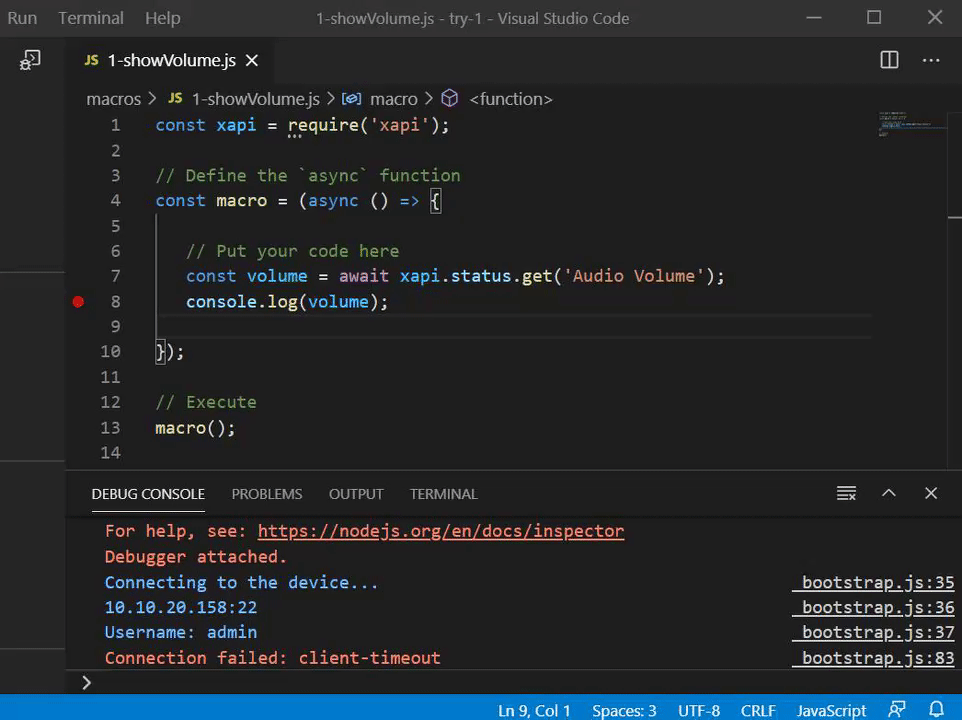 Run Terminal Help 1-showVolume.js - try-1 - Visual Studio Code
JS 1-showVolume.js
macros > JS 1-showVolume.js > macro > <function>
1 const xapi = require('xapi');
2
3 // Define the `async` function
4 const macro = (async () => {
5
6 // Put your code here
7 const volume = await xapi.status.get('Audio Volume');
8 console.log(volume);
9
10 });
11
12 // Execute
13 macro();
14
DEBUG CONSOLE PROBLEMS OUTPUT TERMINAL
For help, see: https://nodejs.org/en/docs/inspector
Debugger attached.
Connecting to the device... _bootstrap.js:35
10.10.20.158:22 _bootstrap.js:36
Username: admin _bootstrap.js:37
Connection failed: client-timeout _bootstrap.js:83
>
Ln 9, Col 1 Spaces: 3 UTF-8 CRLF JavaScript